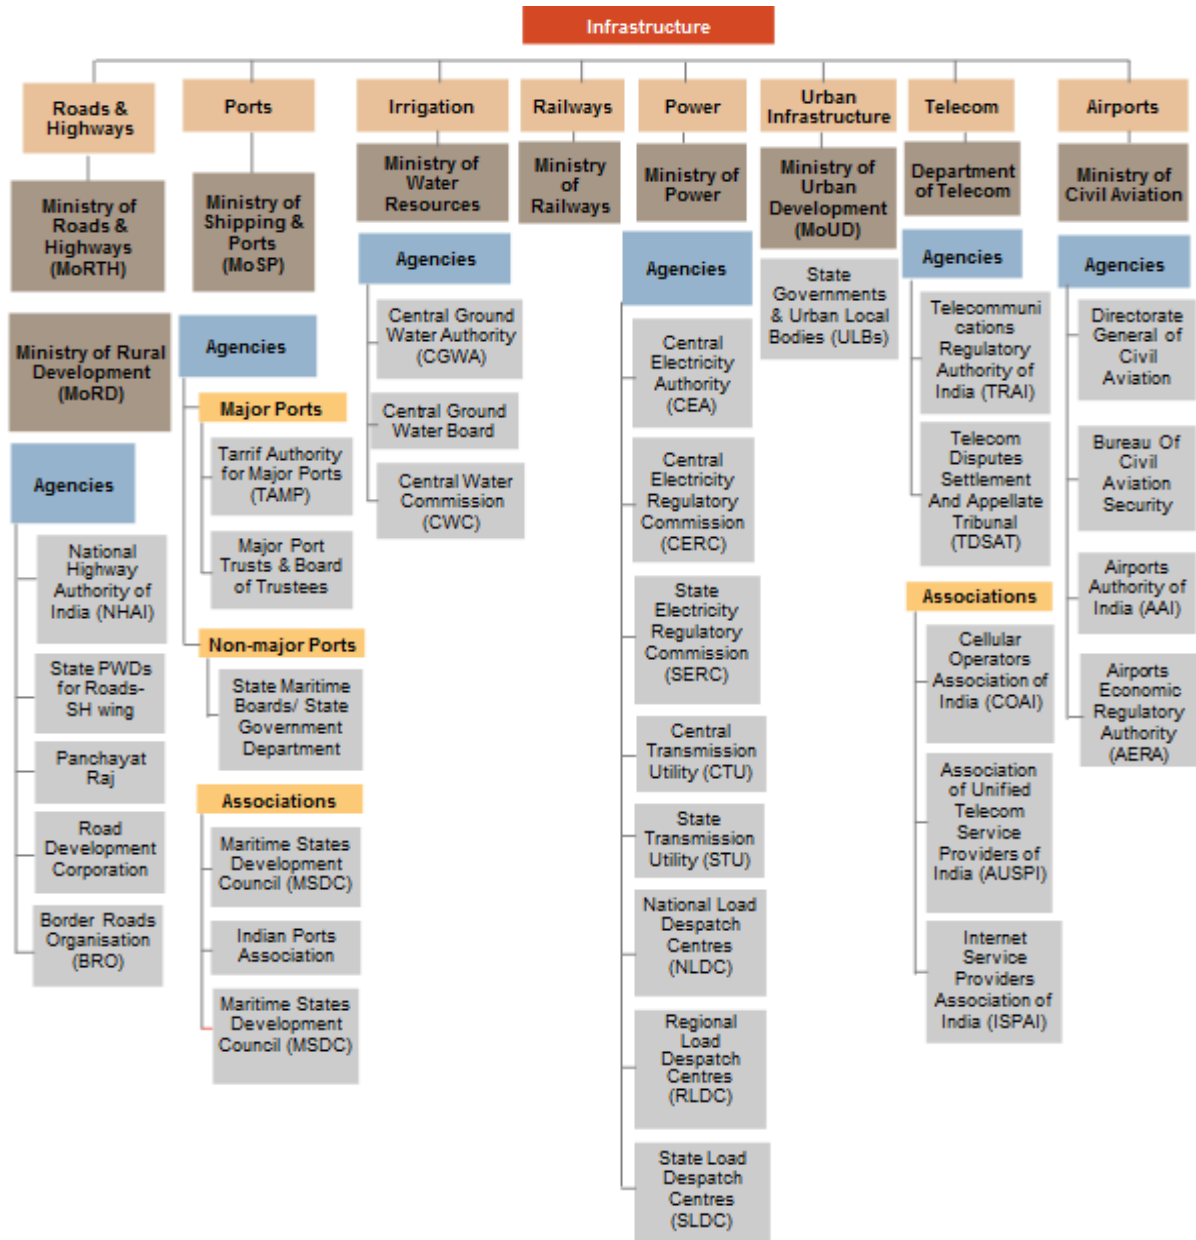 Infrastructure
Roads &
Highways
Ministry of
Roads &
Highways
(MoRTH)
Ministry of Rural
Development
(MoRD)
Agencies
National
Highway
Authority of
India (NHAI)
State PWDs
for Roads-
SH wing
Panchayat
Raj
Road
Development
Corporation
Border Roads
Organisation
(BRO)
Ports
Ministry of
Shipping &
Ports
(MoSP)
Agencies
Major Ports
Tarrif Authority
for Major Ports
(TAMP)
Major Port
Trusts & Board
of Trustees
Non-major Ports
State Maritime
Boards/ State
Government
Department
Associations
Maritime States
Development
Council (MSDC)
Indian Ports
Association
Maritime States
Development
Council (MSDC)
Irrigation
Ministry of
Water
Resources
Agencies
Central Ground
Water Authority
(CGWA)
Central Ground
Water Board
Central Water
Commission
(CWC)
Railways
Ministry
of
Railways
Power
Ministry of
Power
Agencies
Central
Electricity
Authority
(CEA)
Central
Electricity
Regulatory
Commission
(CERC)
State
Electricity
Regulatory
Commission
(SERC)
Central
Transmission
Utility (CTU)
State
Transmission
Utility (STU)
National Load
Despatch
Centres
(NLDC)
Regional
Load
Despatch
Centres
(RLDC)
State Load
Despatch
Centres
(SLDC)
Urban
Infrastructure
Ministry of
Urban
Development
(MoUD)
State
Governments
& Urban Local
Bodies (ULBs)
Telecom
Department
of Telecom
Agencies
Telecommuni
cations
Regulatory
Authority of
India (TRAI)
Telecom
Disputes
Settlement
And Appellate
Tribunal
(TDSAT)
Associations
Cellular
Operators
Association of
India (COAI)
Association
of Unified
Telecom
Service
Providers of
India (AUSPI)
Internet
Service
Providers
Association of
India (ISPAI)
Airports
Ministry of
Civil Aviation
Agencies
Directorate
General of
Civil
Aviation
Bureau Of
Civil
Aviation
Security
Airports
Authority of
India (AAI)
Airports
Economic
Regulatory
Authority
(AERA)